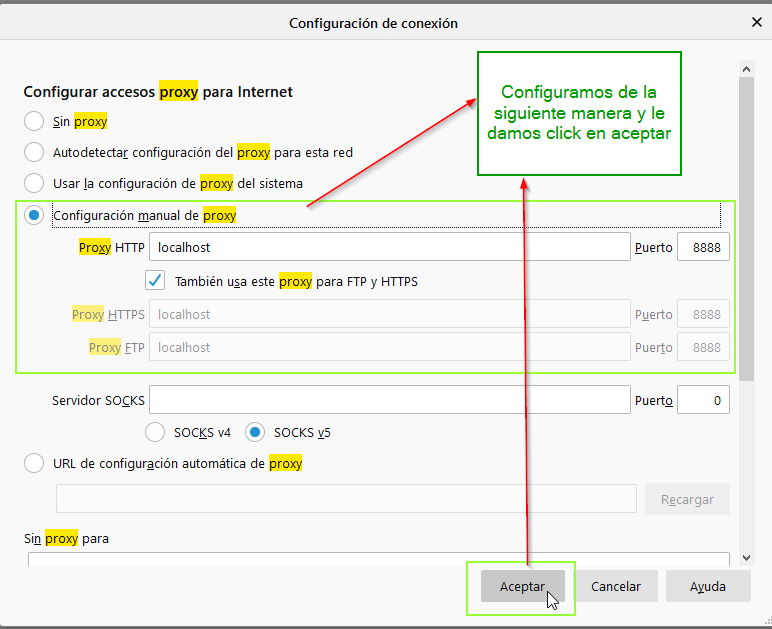 Configuración de conexión
Configurar accesos proxy para Internet
Configuramos de la
siguiente manera y le
damos click en aceptar
Sin proxy
Autodetectar configuración del proxy para esta red
Usar la configuración de proxy del sistema
Configuración manual de proxy
Proxy HTTP localhost Puerto 8888
También usa este proxy para FTP y HTTPS
Proxy HTTPS localhost Puerto 8888
Proxy FTP localhost Puerto 8888
Servidor SOCKS Puerto 0
SOCKS v4 SOCKS v5
URL de configuración automática de proxy
Recargar
Sin proxy para
Aceptar Cancelar Ayuda